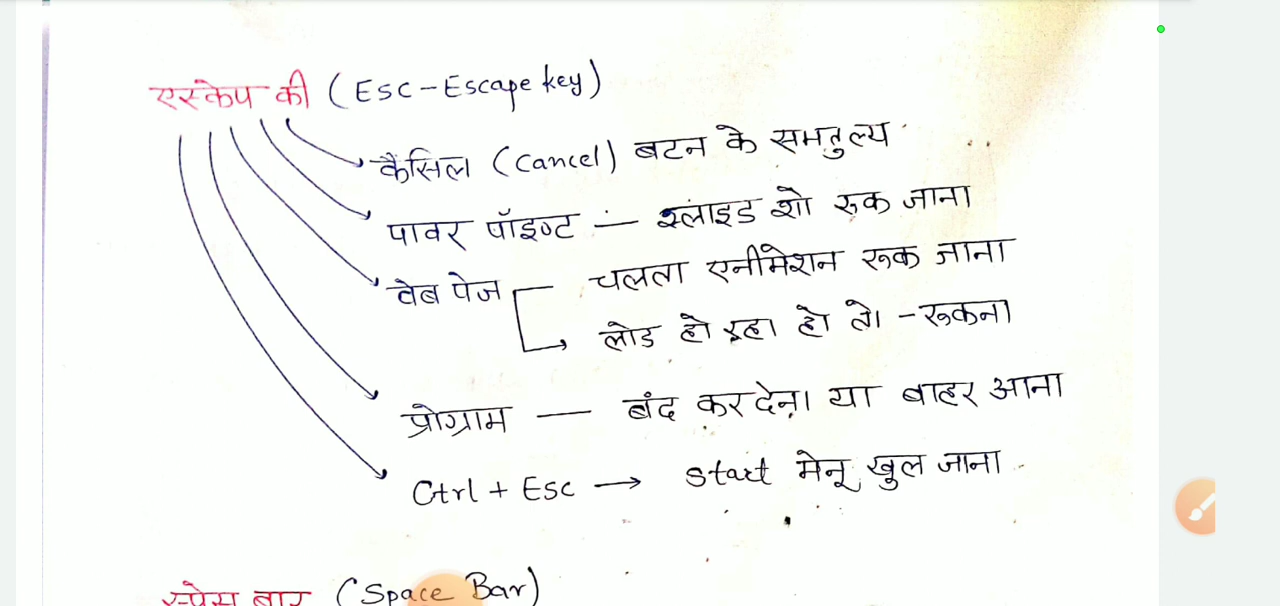 एस्केप की (Esc-Escape key)
कैंसिल (Cancel) बटन के समतुल्य
पावर पॉइण्ट — स्लाइड शो रुक जाना
वेब पेज चलता एनीमेशन रूक जाना
लोड हो रहा हो तो - रूकना
प्रोग्राम — बंद कर देना या बाहर आना
Ctrl + Esc → Start मेनू खुल जाना
स्पेस बार (Space Bar)